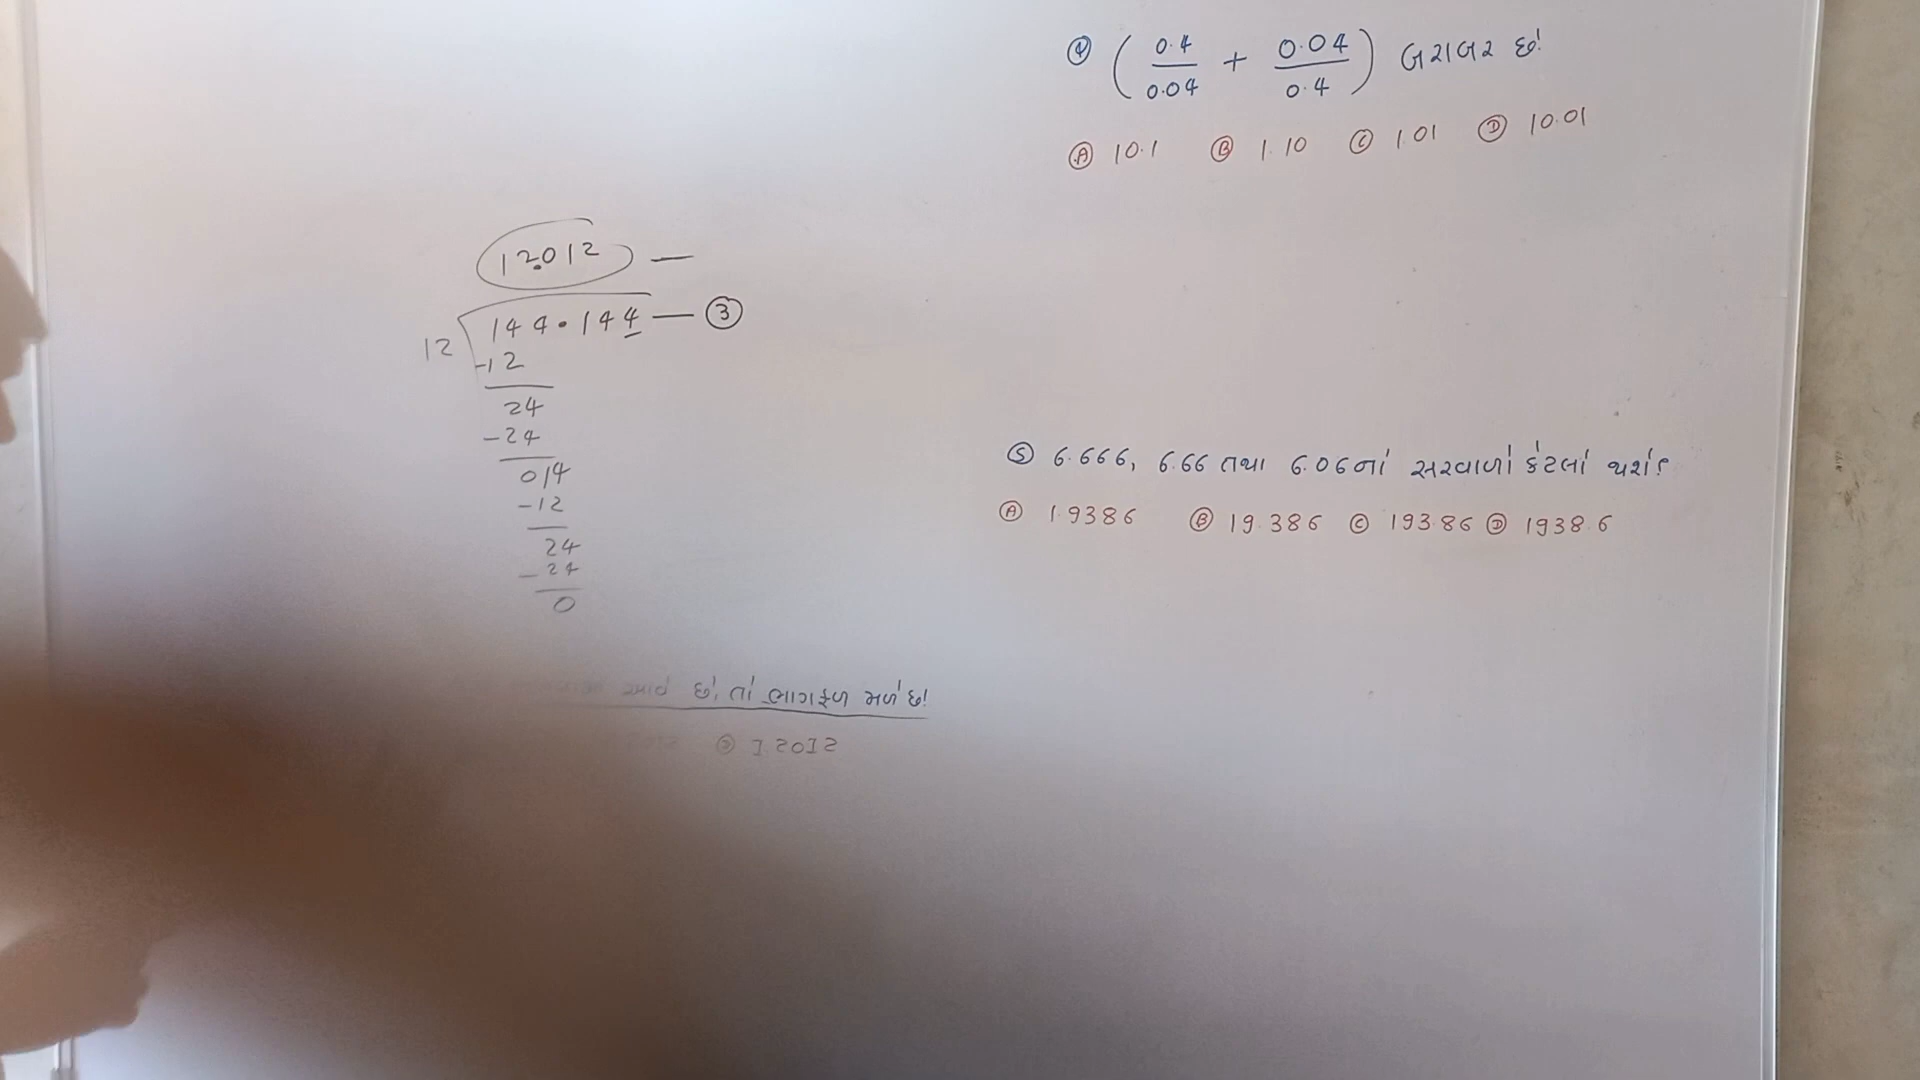 ④ ( 0.4/0.04 + 0.04/0.4 ) બરાબર છે!
Ⓐ 10.1 Ⓑ 1.10 Ⓒ 1.01 Ⓓ 10.01
12.012 —
12 144.144 — ③
-12
24
-24
014
-12
24
-24
0
⑤ 6.666, 6.66 તથા 6.06નો સરવાળો કેટલો થશે?
Ⓐ 1.9386 Ⓑ 19.386 Ⓒ 193.86 Ⓓ 1938.6
આવે છે, તો ભાગફળ મળે છે!
Ⓓ 1.2012